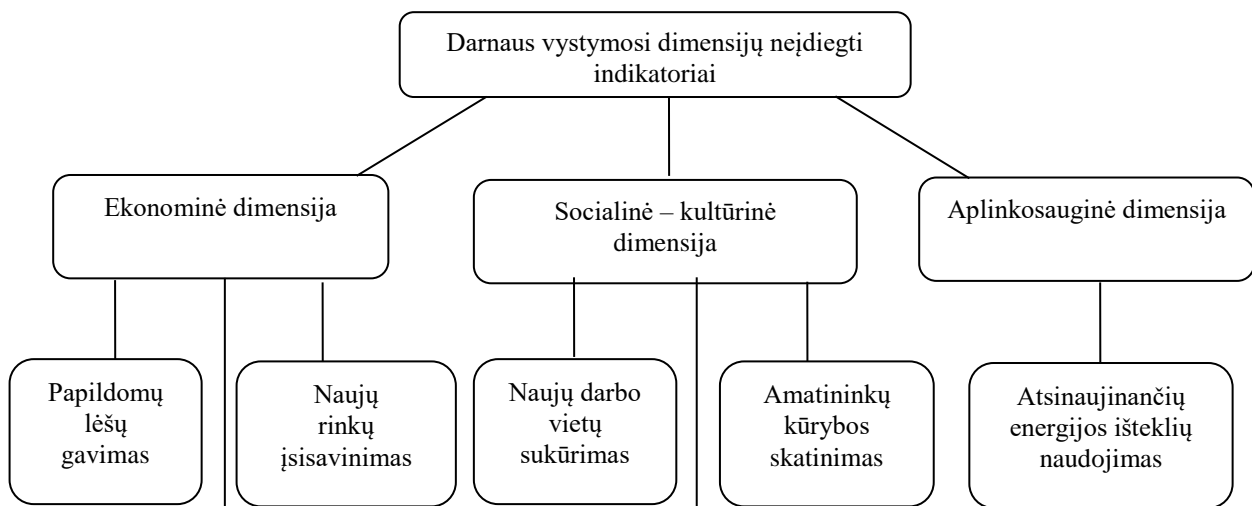 Darnaus vystymosi dimensijų neįdiegti
indikatoriai
Ekonominė dimensija
Socialinė – kultūrinė
dimensija
Aplinkosauginė dimensija
Papildomų
lėšų
gavimas
Naujų
rinkų
įsisavinimas
Naujų darbo
vietų
sukūrimas
Amatininkų
kūrybos
skatinimas
Atsinaujinančių
energijos išteklių
naudojimas